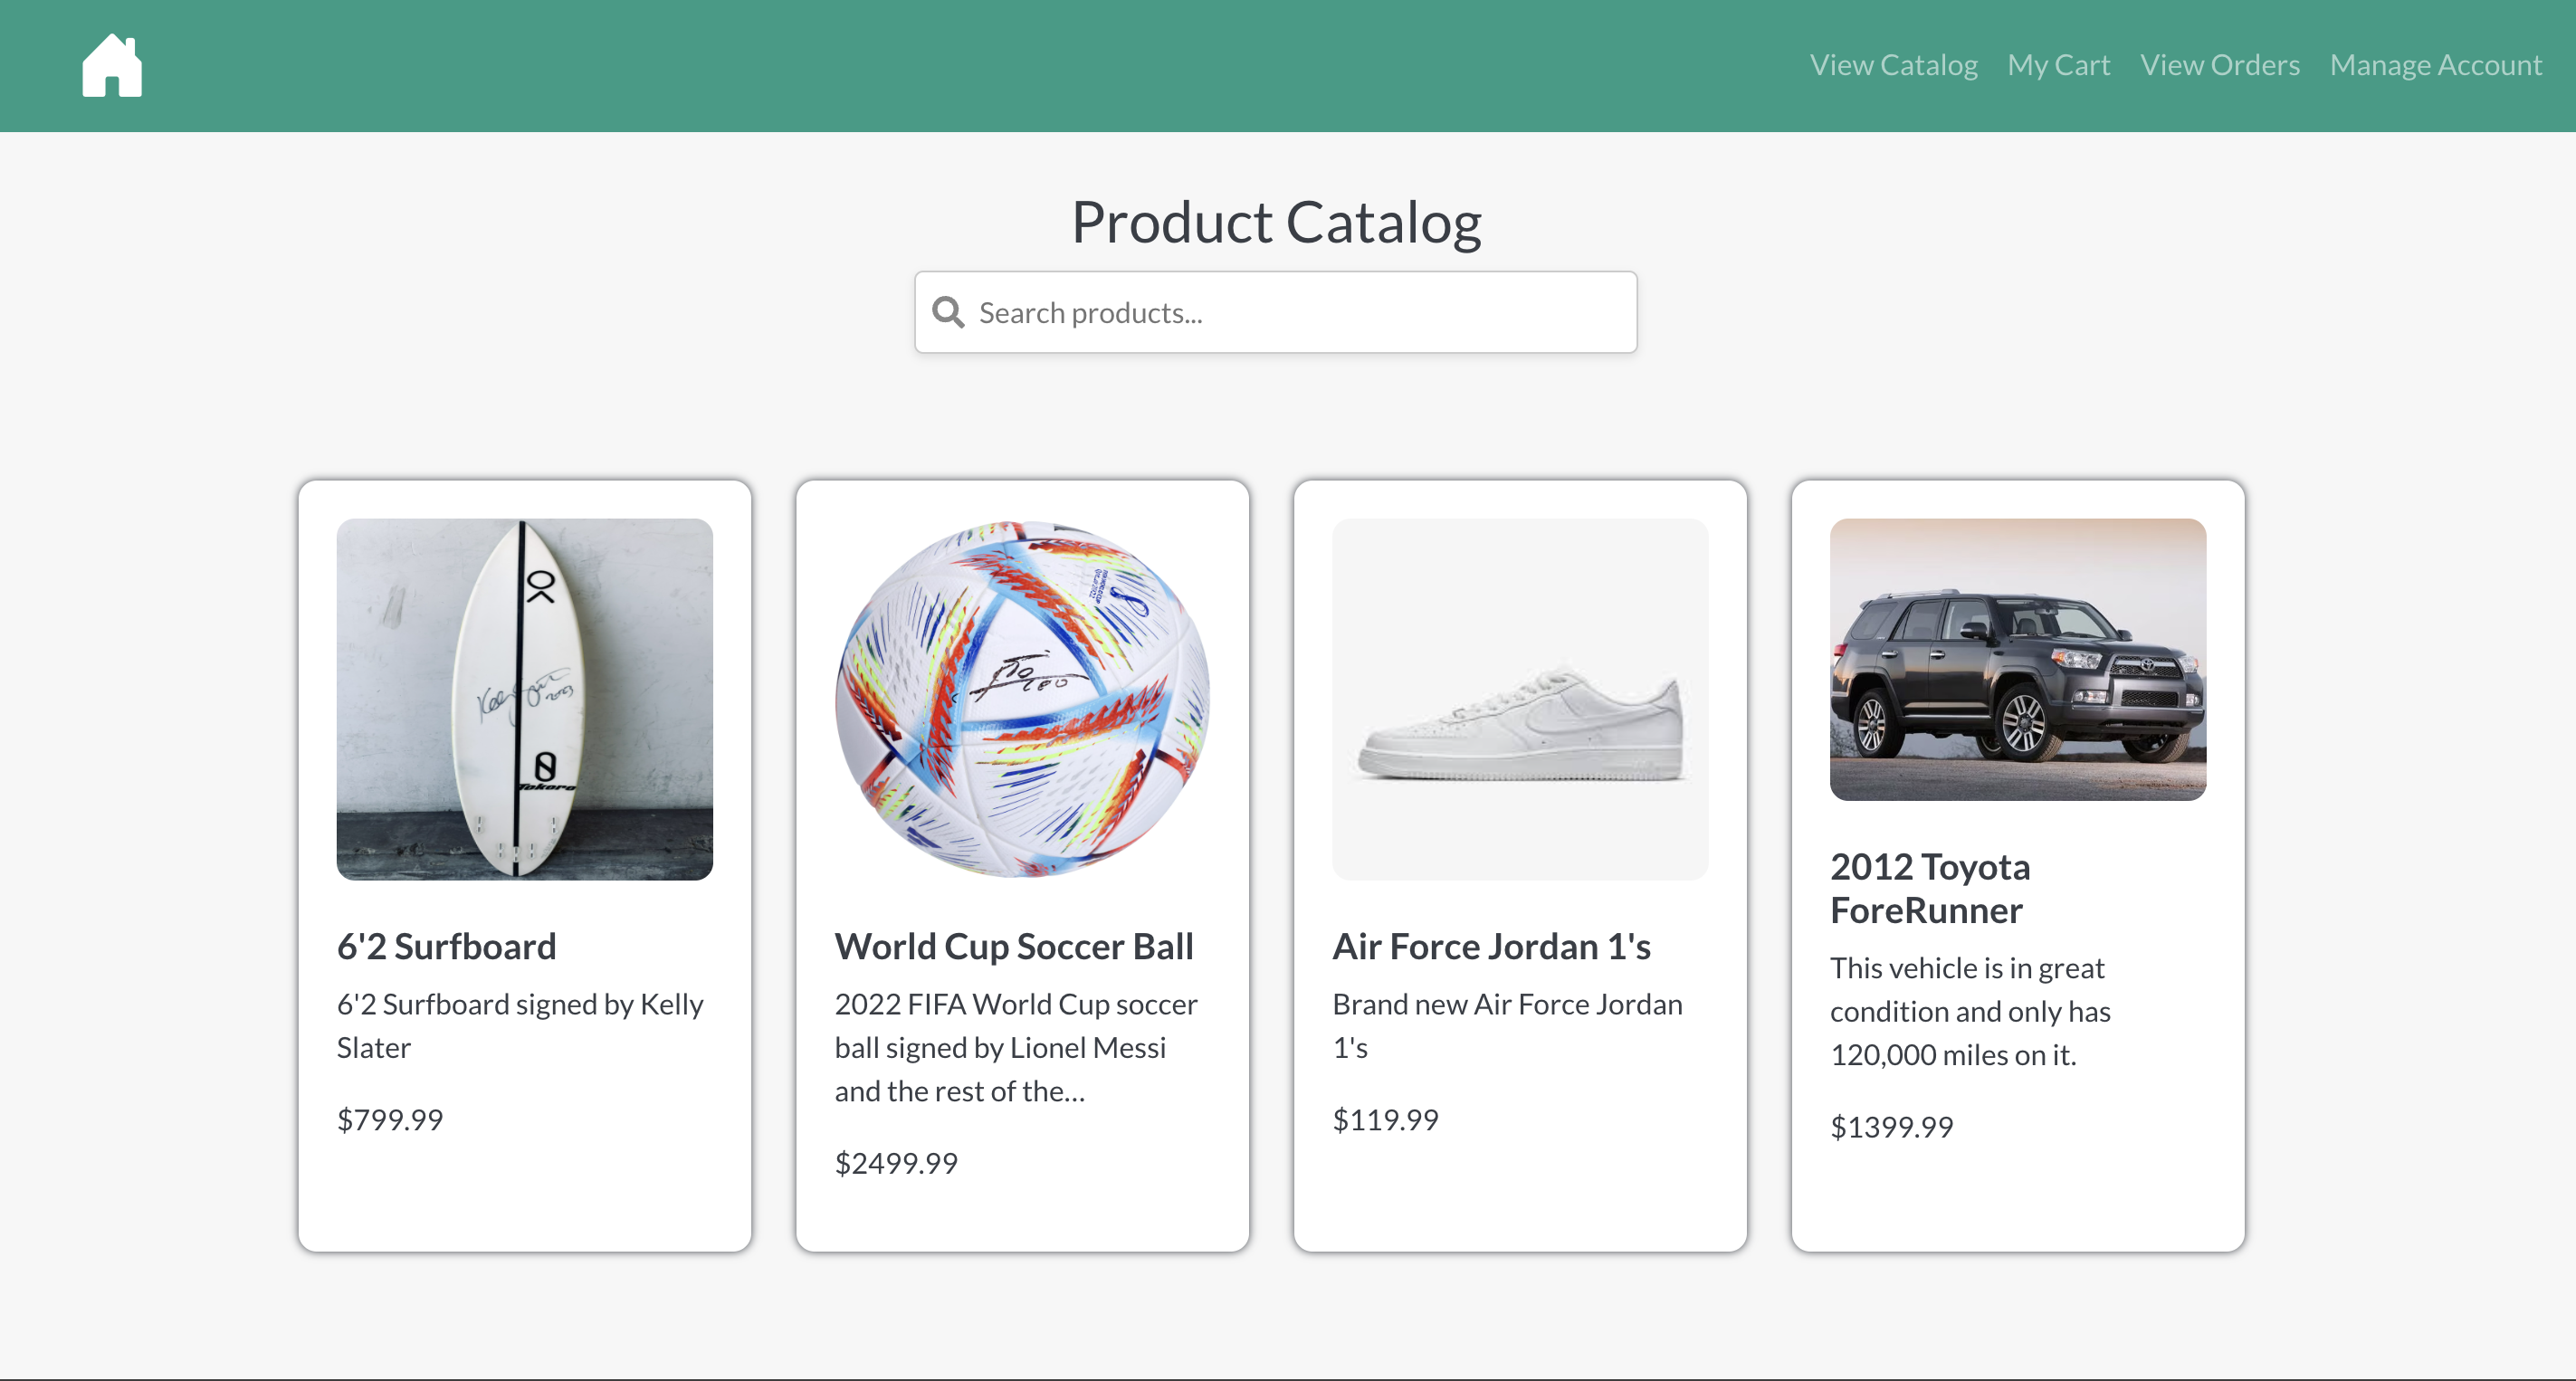 View Catalog My Cart View Orders Manage Account
Product Catalog
Search products...
OK
Tokoro
6'2 Surfboard
6'2 Surfboard signed by Kelly
Slater
$799.99
World Cup Soccer Ball
2022 FIFA World Cup soccer
ball signed by Lionel Messi
and the rest of the...
$2499.99
Air Force Jordan 1's
Brand new Air Force Jordan
1's
$119.99
2012 Toyota
ForeRunner
This vehicle is in great
condition and only has
120,000 miles on it.
$1399.99